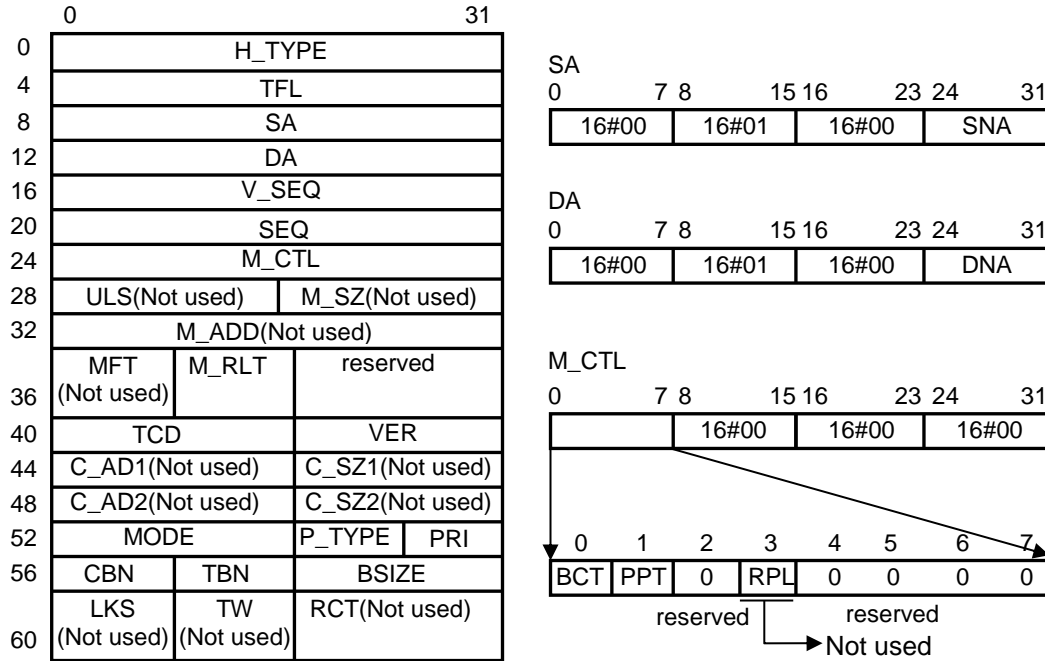 0 31
0 H_TYPE
4 TFL
8 SA
12 DA
16 V_SEQ
20 SEQ
24 M_CTL
28 ULS(Not used) M_SZ(Not used)
32 M_ADD(Not used)
MFT M_RLT reserved
36 (Not used)
40 TCD VER
44 C_AD1(Not used) C_SZ1(Not used)
48 C_AD2(Not used) C_SZ2(Not used)
52 MODE P_TYPE PRI
56 CBN TBN BSIZE
LKS TW RCT(Not used)
60 (Not used) (Not used)
SA
0 7 8 15 16 23 24 31
16#00 16#01 16#00 SNA
DA
0 7 8 15 16 23 24 31
16#00 16#01 16#00 DNA
M_CTL
0 7 8 15 16 23 24 31
16#00 16#00 16#00
0 1 2 3 4 5 6 7
BCT PPT 0 RPL 0 0 0 0
reserved reserved
Not used